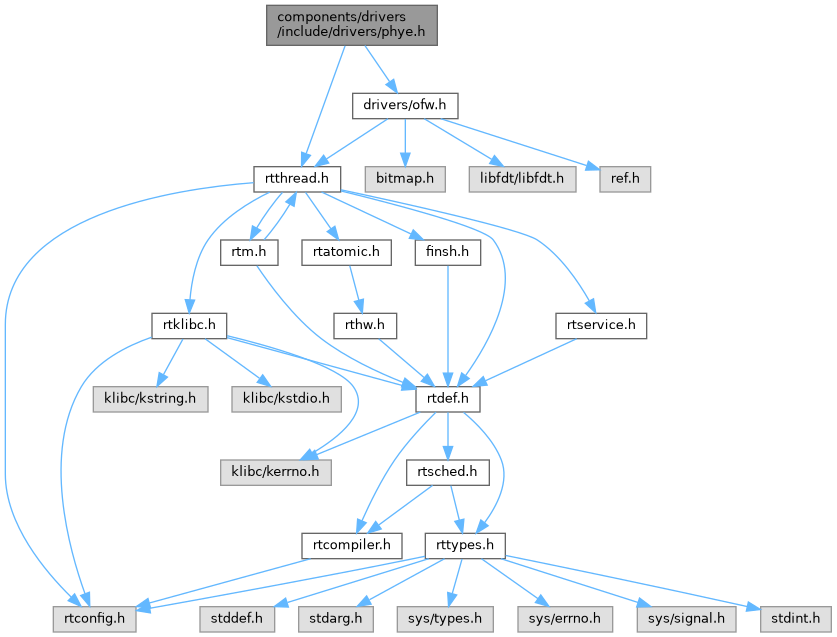 components/drivers
/include/drivers/phye.h
drivers/ofw.h
rtthread.h
bitmap.h
libfdt/libfdt.h
ref.h
rtm.h
rtatomic.h
finsh.h
rtklibc.h
rthw.h
rtservice.h
klibc/kstring.h
klibc/kstdio.h
rtdef.h
klibc/kerrno.h
rtsched.h
rtcompiler.h
rttypes.h
rtconfig.h
stddef.h
stdarg.h
sys/types.h
sys/errno.h
sys/signal.h
stdint.h